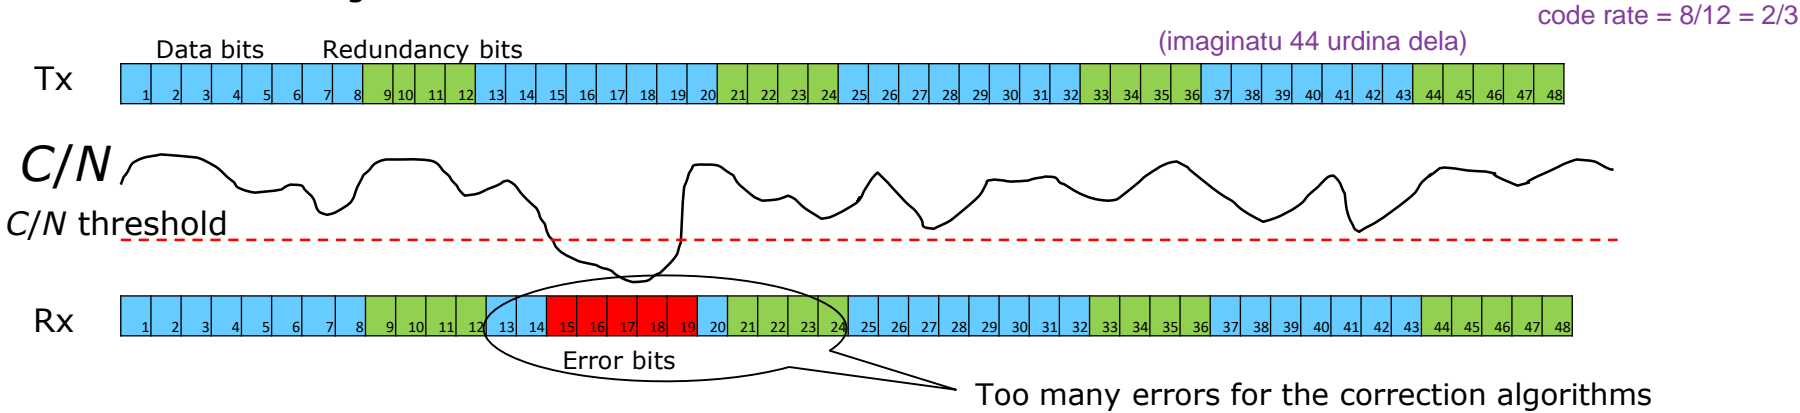 code rate = 8/12 = 2/3
(imaginatu 44 urdina dela)
Data bits Redundancy bits
Tx 1 2 3 4 5 6 7 8 9 10 11 12 13 14 15 16 17 18 19 20 21 22 23 24 25 26 27 28 29 30 31 32 33 34 35 36 37 38 39 40 41 42 43 44 45 46 47 48
C/N
C/N threshold
Rx 1 2 3 4 5 6 7 8 9 10 11 12 13 14 15 16 17 18 19 20 21 22 23 24 25 26 27 28 29 30 31 32 33 34 35 36 37 38 39 40 41 42 43 44 45 46 47 48
Error bits
Too many errors for the correction algorithms